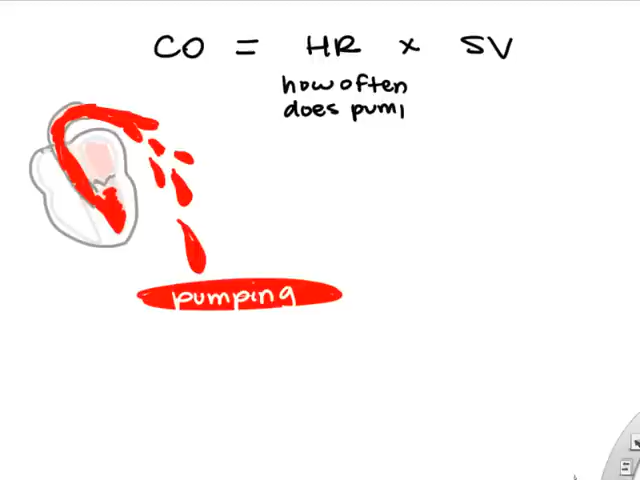 CO = HR x SV
how often
does pum
pumping